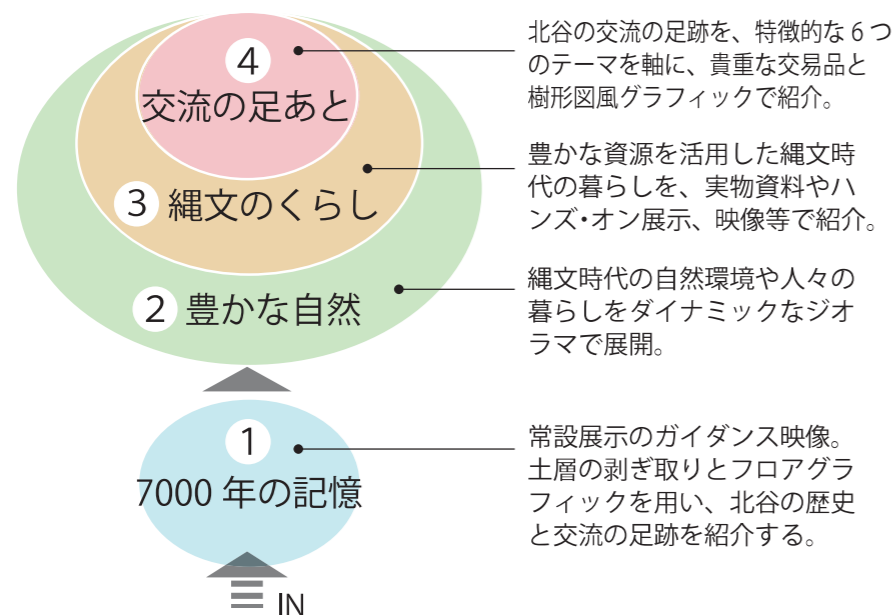 4
交流の足あと
北谷の交流の足跡を、特徴的な6つ
のテーマを軸に、貴重な交易品と
樹形図風グラフィックで紹介。
3 縄文のくらし
豊かな資源を活用した縄文時
代の暮らしを、実物資料やハ
ンズ・オン展示、映像等で紹介。
2 豊かな自然
縄文時代の自然環境や人々の
暮らしをダイナミックなジオ
ラマで展開。
1
7000年の記憶
常設展示のガイダンス映像。
土層の剥ぎ取りとフロアグラ
フィックを用い、北谷の歴史
と交流の足跡を紹介する。
IN